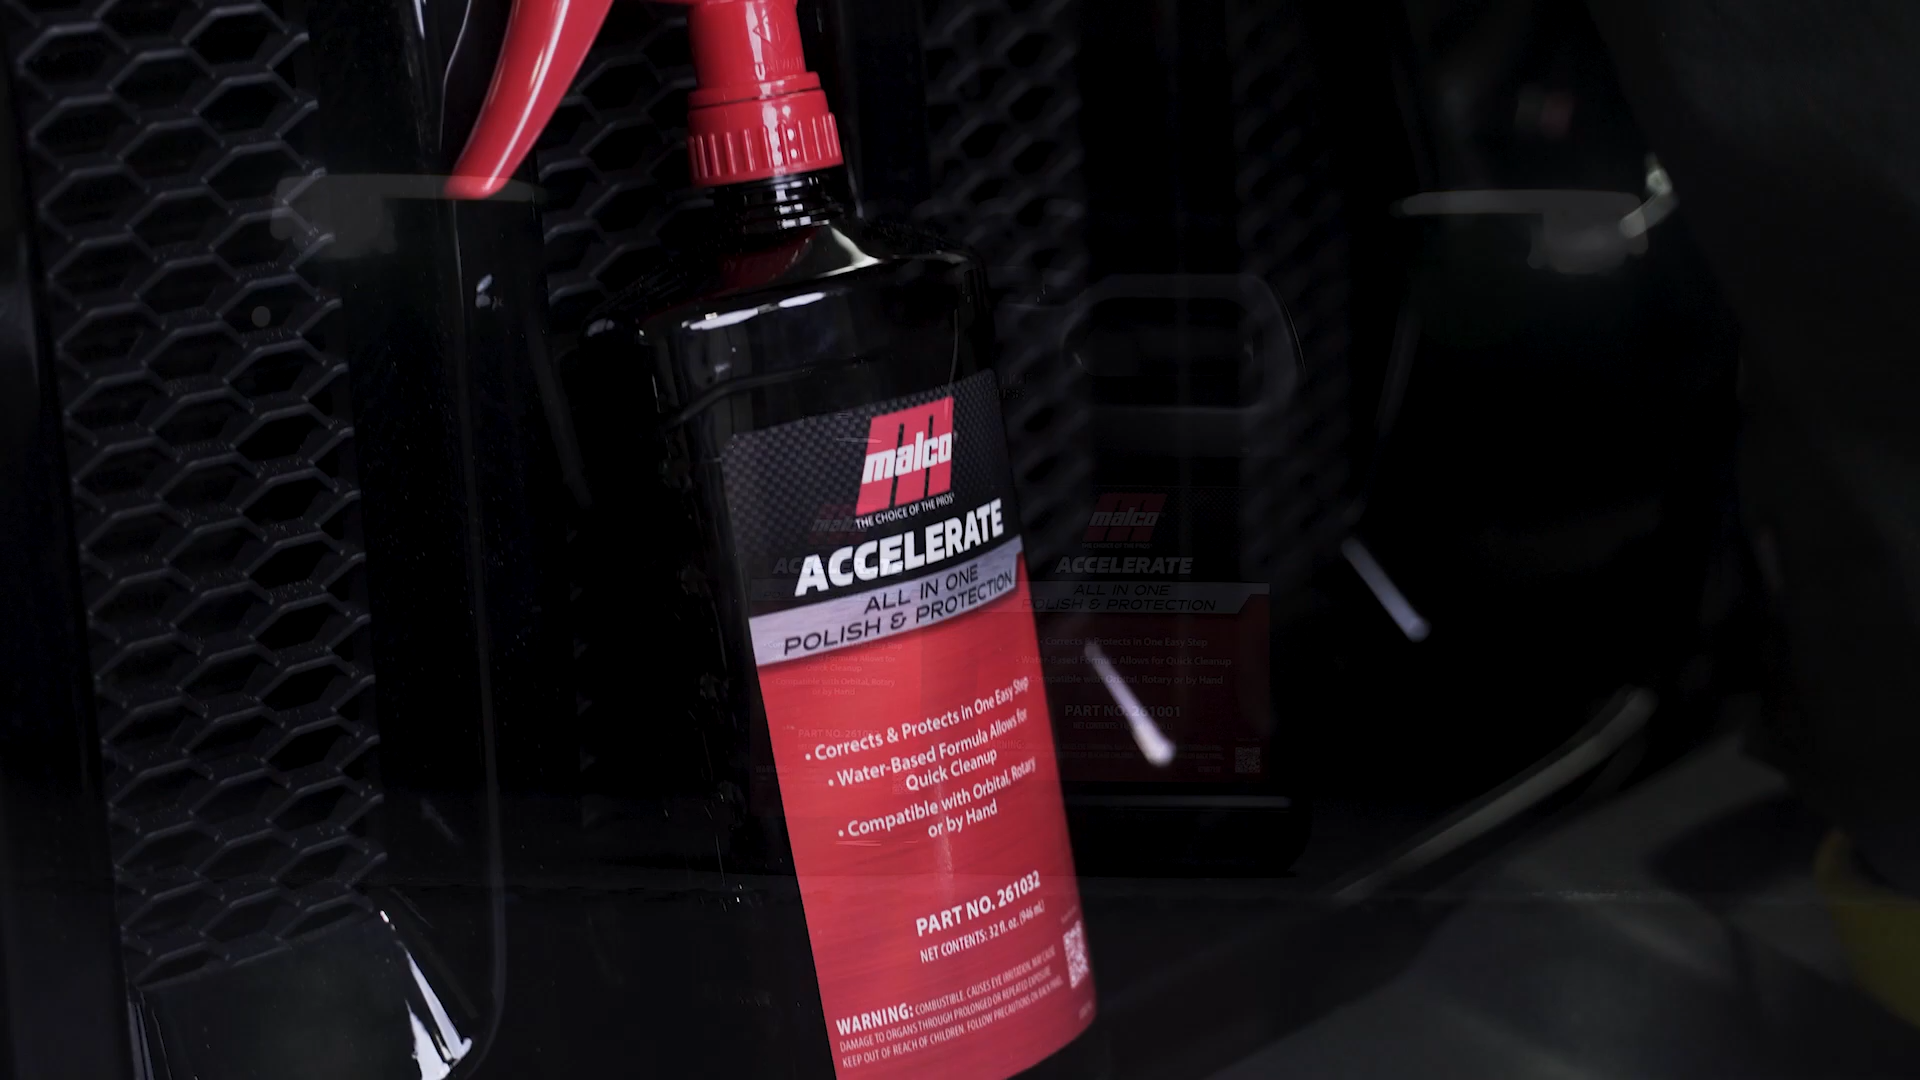 malco
THE CHOICE OF THE PROS®
ACCELERATE
ALL IN ONE
POLISH & PROTECTION
• Corrects & Protects in One Easy Step
• Water-Based Formula Allows for
Quick Cleanup
• Compatible with Orbital, Rotary
or by Hand
PART NO. 261032
NET CONTENTS: 32 fl. oz. (946 mL)
WARNING: COMBUSTIBLE. CAUSES EYE IRRITATION. MAY CAUSE
DAMAGE TO ORGANS THROUGH PROLONGED OR REPEATED EXPOSURE
KEEP OUT OF REACH OF CHILDREN. FOLLOW PRECAUTIONS ON BACK PANEL.
malco
THE CHOICE OF THE PROS
ACCELERATE
ALL IN ONE
POLISH & PROTECTION
• Corrects & Protects in One Easy Step
• Water-Based Formula Allows for Quick Cleanup
• Compatible with Orbital, Rotary or by Hand
PART NO. 261001